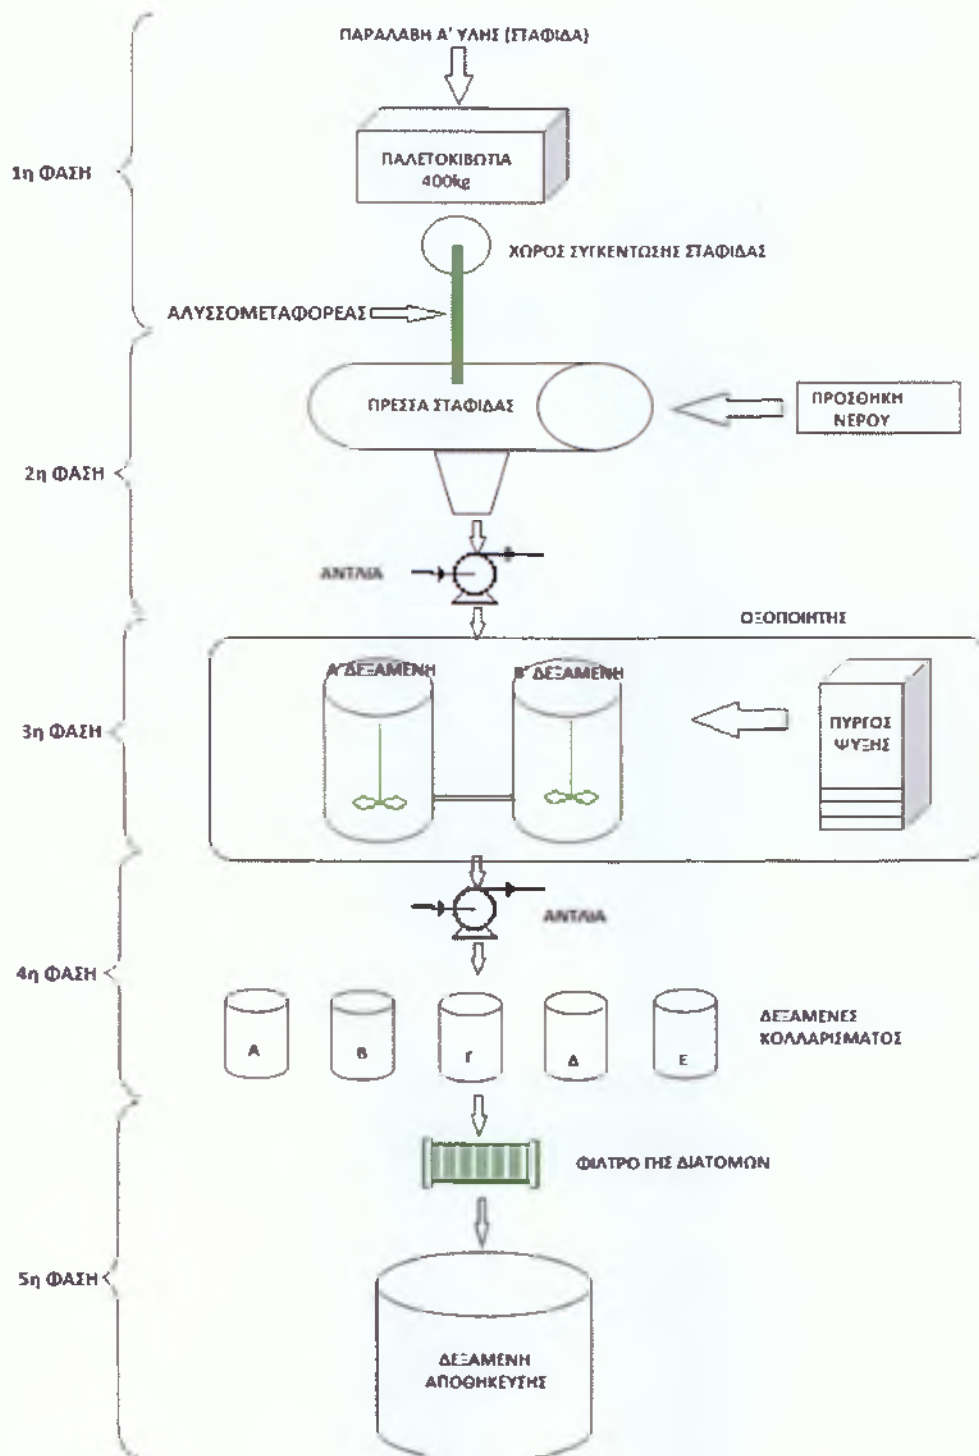 ΠΑΡΑΛΑΒΗ Α' ΥΛΗΣ (ΣΤΑΦΙΔΑ)
1η ΦΑΣΗ
ΠΑΛΕΤΟΚΙΒΩΤΙΑ
400kg
ΧΩΡΟΣ ΣΥΓΚΕΝΤΩΣΗΣ ΣΤΑΦΙΔΑΣ
ΑΛΥΣΣΟΜΕΤΑΦΟΡΕΑΣ
ΠΡΕΣΣΑ ΣΤΑΦΙΔΑΣ
ΠΡΟΣΘΗΚΗ
ΝΕΡΟΥ
2η ΦΑΣΗ
ΑΝΤΛΙΑ
ΟΞΟΠΟΙΗΤΗΣ
Α' ΔΕΞΑΜΕΝΗ
Β' ΔΕΞΑΜΕΝΗ
3η ΦΑΣΗ
ΠΥΡΓΟΣ
ΨΥΞΗΣ
ΑΝΤΛΙΑ
4η ΦΑΣΗ
Α
Β
Γ
Δ
Ε
ΔΕΞΑΜΕΝΕΣ
ΚΟΛΛΑΡΙΣΜΑΤΟΣ
ΦΙΛΤΡΟ ΓΗΣ ΔΙΑΤΟΜΩΝ
5η ΦΑΣΗ
ΔΕΞΑΜΕΝΗ
ΑΠΟΘΗΚΕΥΣΗΣ